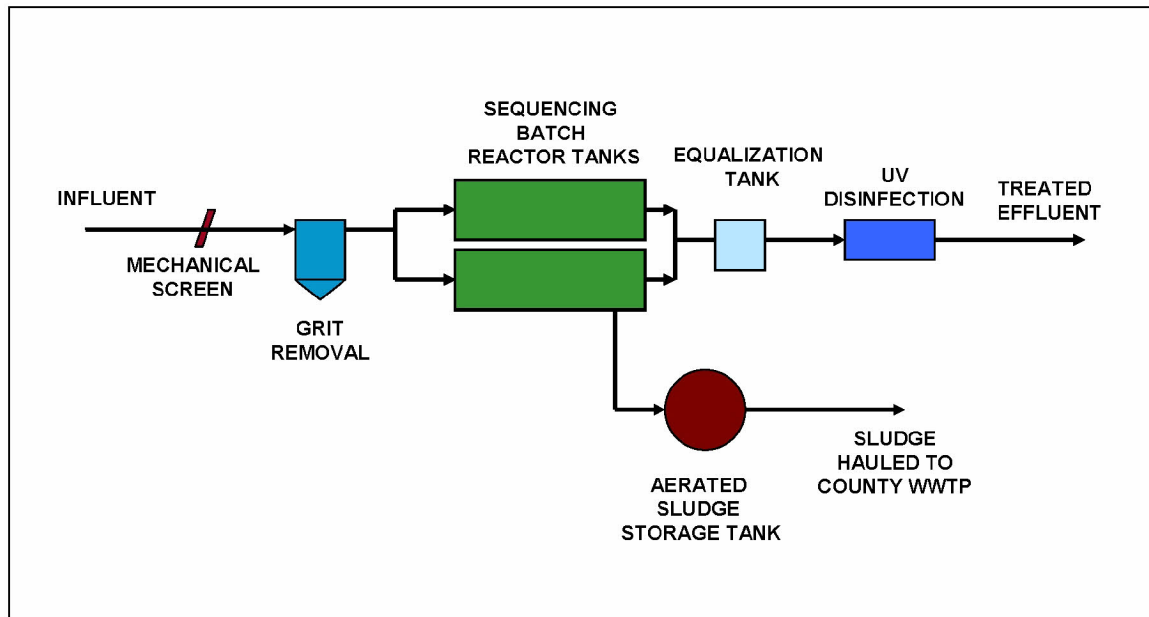 SEQUENCING
BATCH
REACTOR TANKS
EQUALIZATION
TANK
UV
DISINFECTION
TREATED
EFFLUENT
INFLUENT
MECHANICAL
SCREEN
GRIT
REMOVAL
AERATED
SLUDGE
STORAGE TANK
SLUDGE
HAULED TO
COUNTY WWTP